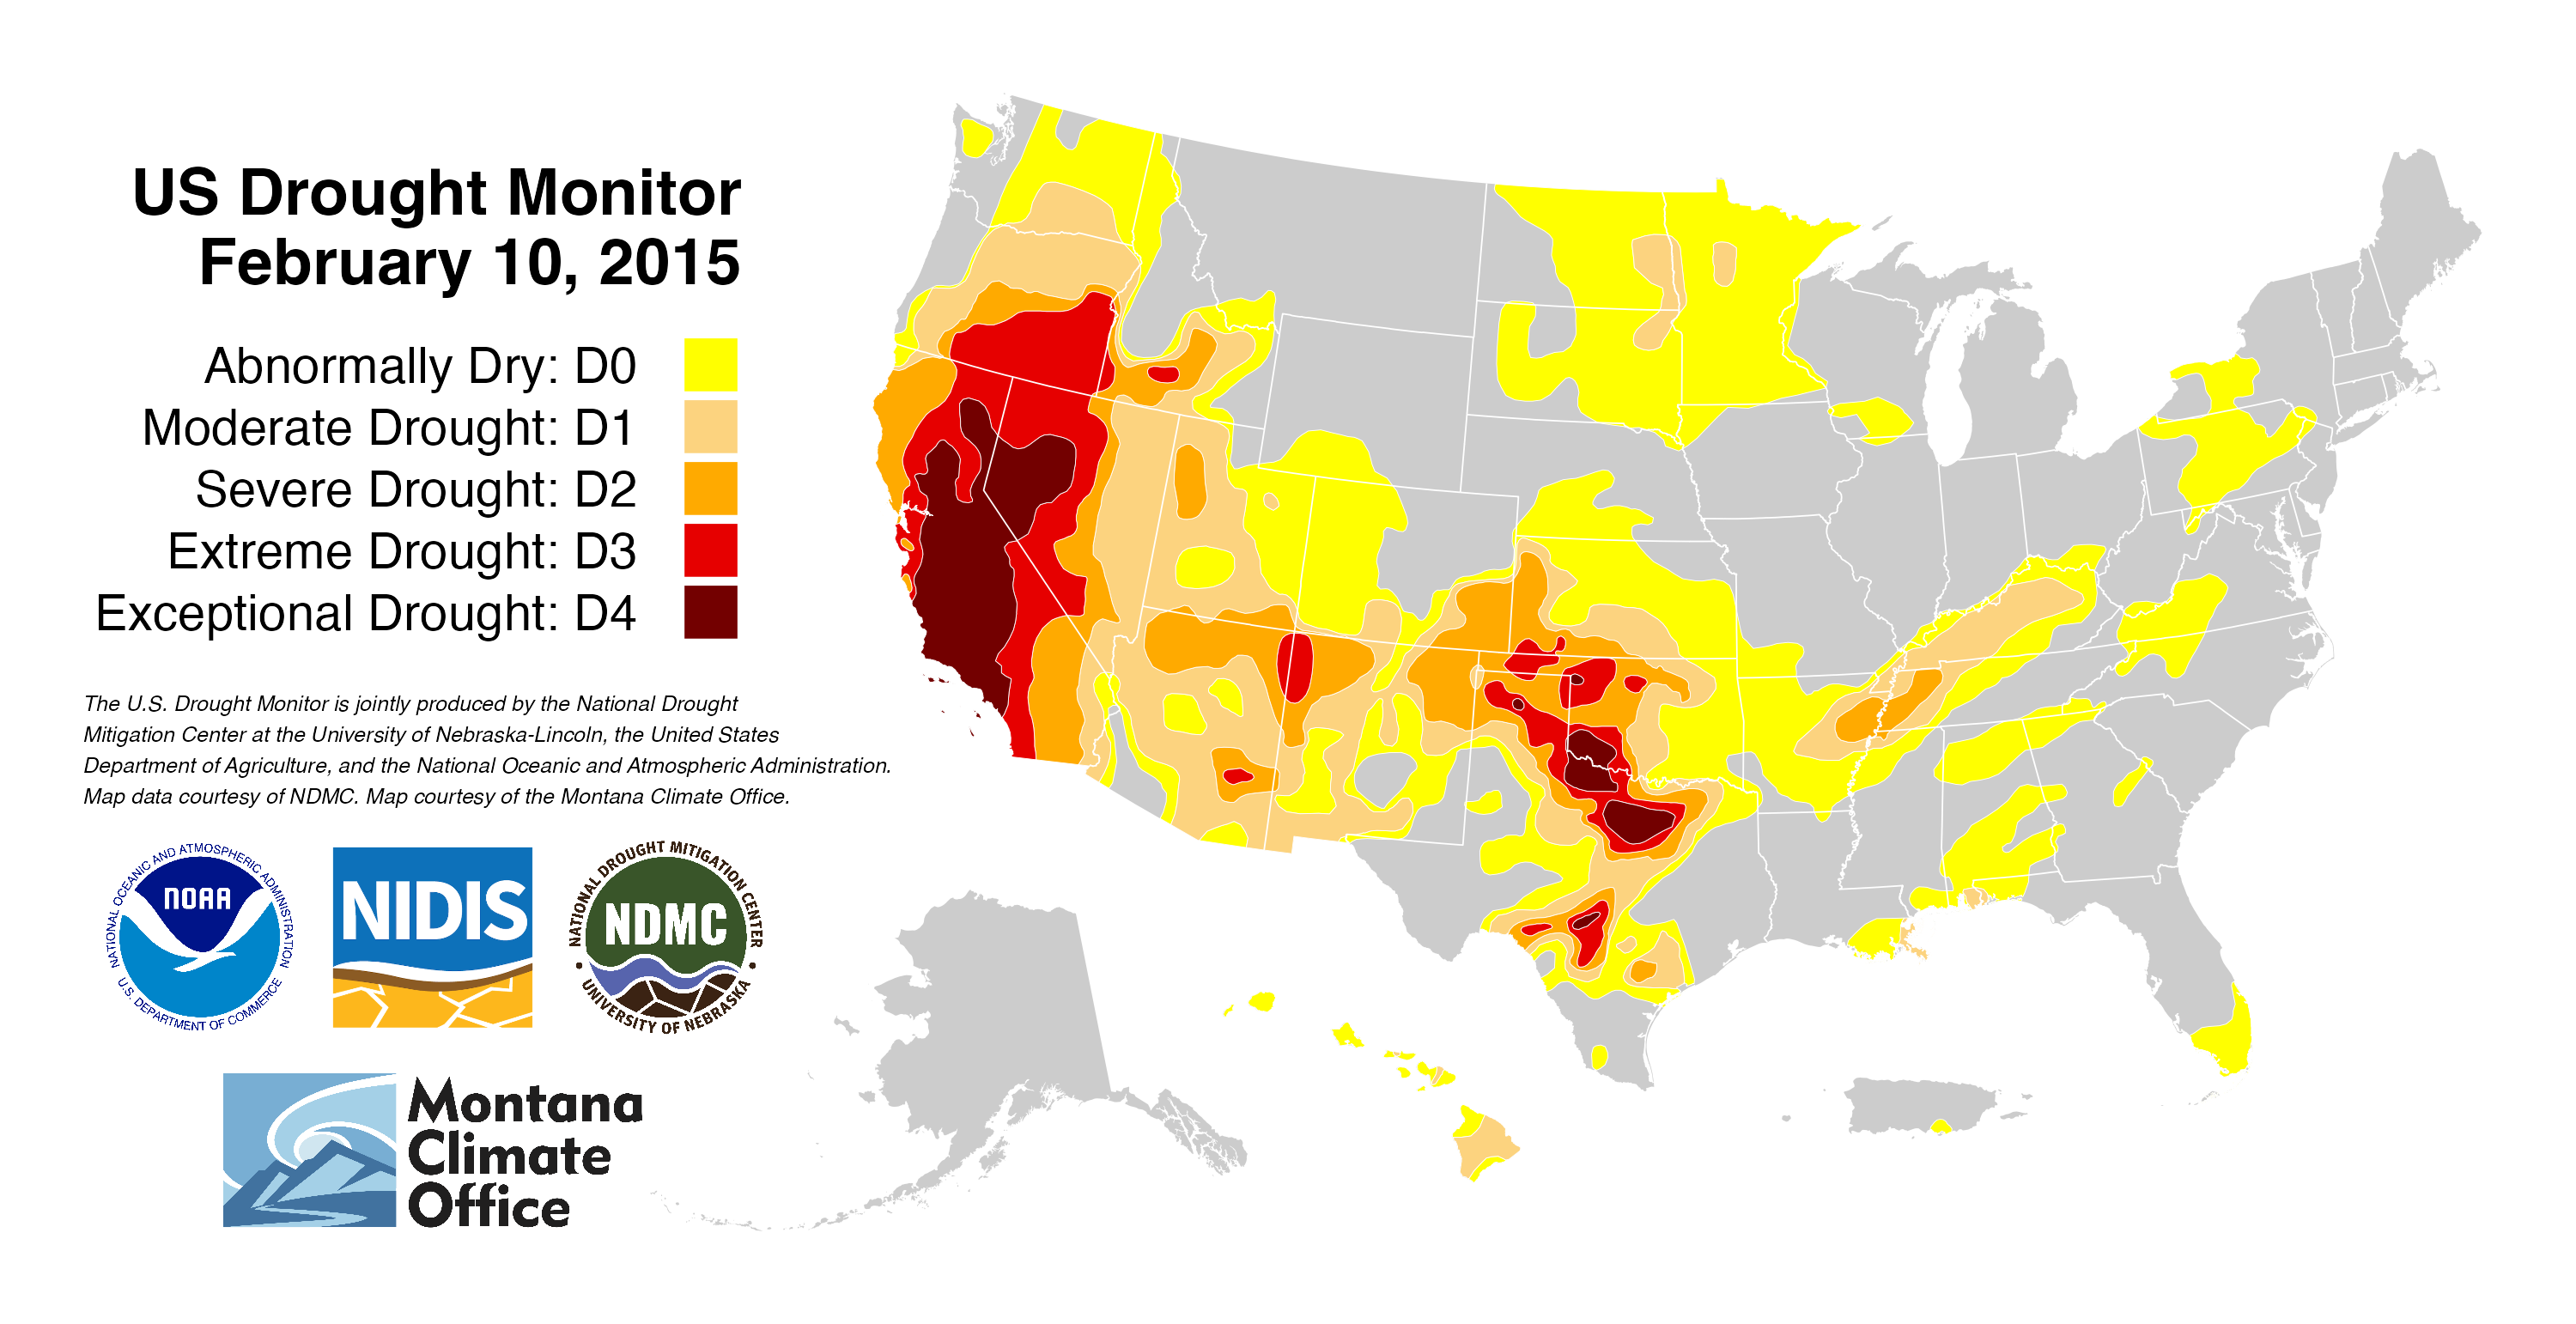 US Drought Monitor
February 10, 2015
Abnormally Dry: D0
Moderate Drought: D1
Severe Drought: D2
Extreme Drought: D3
Exceptional Drought: D4
The U.S. Drought Monitor is jointly produced by the National Drought
Mitigation Center at the University of Nebraska-Lincoln, the United States
Department of Agriculture, and the National Oceanic and Atmospheric Administration.
Map data courtesy of NDMC. Map courtesy of the Montana Climate Office.
NATIONAL OCEANIC AND ATMOSPHERIC ADMINISTRATION
NOAA
U.S. DEPARTMENT OF COMMERCE
NIDIS
NATIONAL DROUGHT MITIGATION CENTER
NDMC
UNIVERSITY OF NEBRASKA
Montana
Climate
Office